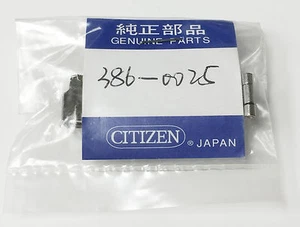 純正部品
GENUINE PARTS
386-0025
CITIZEN
® JAPAN